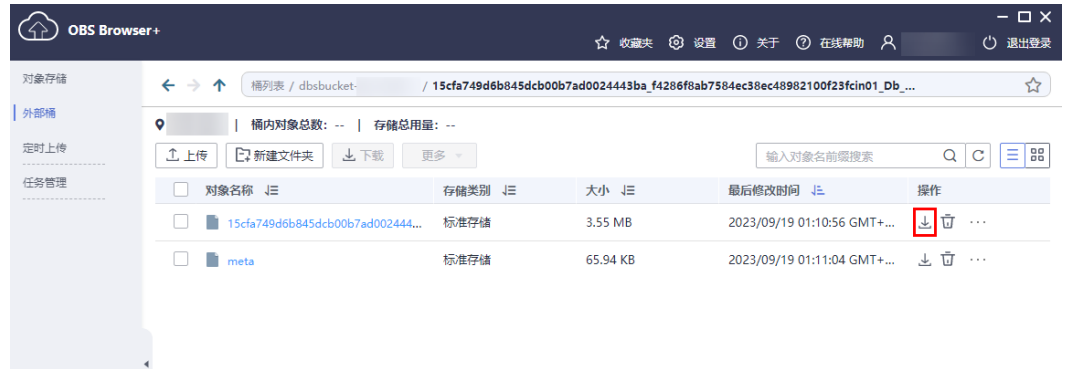 OBS Browser+
收藏夹 设置 关于 在线帮助 退出登录
对象存储
外部桶
定时上传
任务管理
桶列表 / dbsbucket- / 15cfa749d6b845dcb00b7ad0024443ba_f4286f8ab7584ec38ec48982100f23fcin01_Db_...
| 桶内对象总数: -- | 存储总用量: --
上传 新建文件夹 下载 更多 输入对象名前缀搜索
对象名称 存储类别 大小 最后修改时间 操作
15cfa749d6b845dcb00b7ad002444... 标准存储 3.55 MB 2023/09/19 01:10:56 GMT+... ...
meta 标准存储 65.94 KB 2023/09/19 01:11:04 GMT+... ...